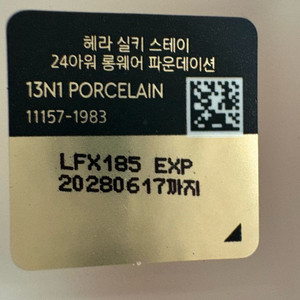 헤라 실키 스테이
24아워 롱웨어 파운데이션
13N1 PORCELAIN
11157-1983
LFX185 EXP
20280617까지